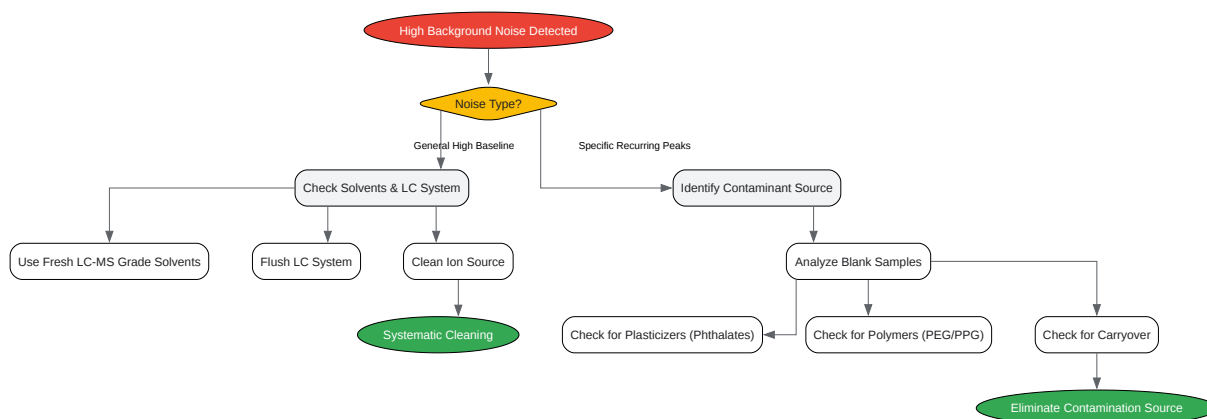 High Background Noise Detected
Noise Type?
General High Baseline
Specific Recurring Peaks
Check Solvents & LC System
Identify Contaminant Source
Use Fresh LC-MS Grade Solvents
Flush LC System
Clean Ion Source
Analyze Blank Samples
Systematic Cleaning
Check for Plasticizers (Phthalates)
Check for Polymers (PEG/PPG)
Check for Carryover
Eliminate Contamination Source